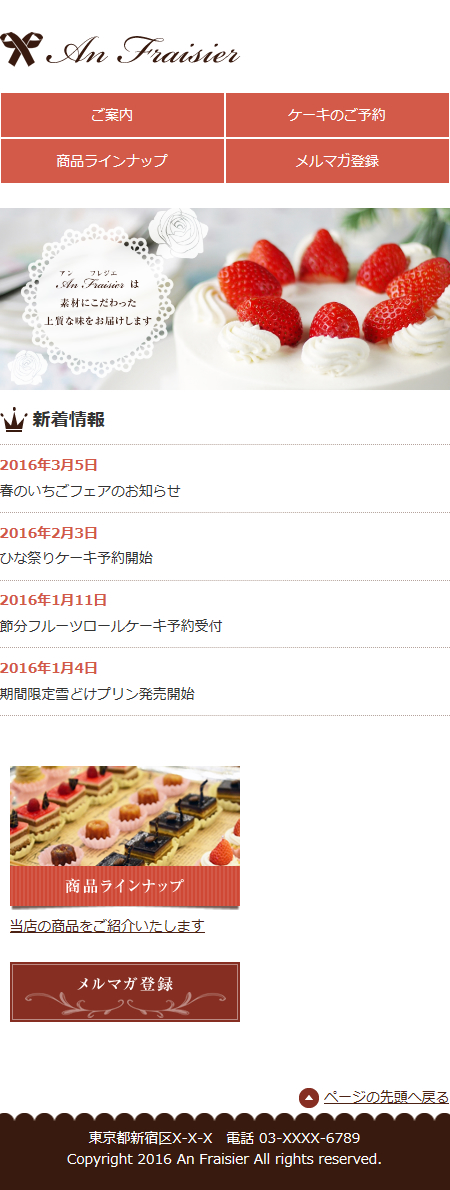 An Fraisier
ご案内
ケーキのご予約
商品ラインナップ
メルマガ登録
アン フレジエ
An Fraisier は
素材にこだわった
上質な味をお届けします
新着情報
2016年3月5日
春のいちごフェアのお知らせ
2016年2月3日
ひな祭りケーキ予約開始
2016年1月11日
節分フルーツロールケーキ予約受付
2016年1月4日
期間限定雪どけプリン発売開始
商品ラインナップ
当店の商品をご紹介いたします
メルマガ登録
ページの先頭へ戻る
東京都新宿区X-X-X　電話 03-XXXX-6789
Copyright 2016 An Fraisier All rights reserved.